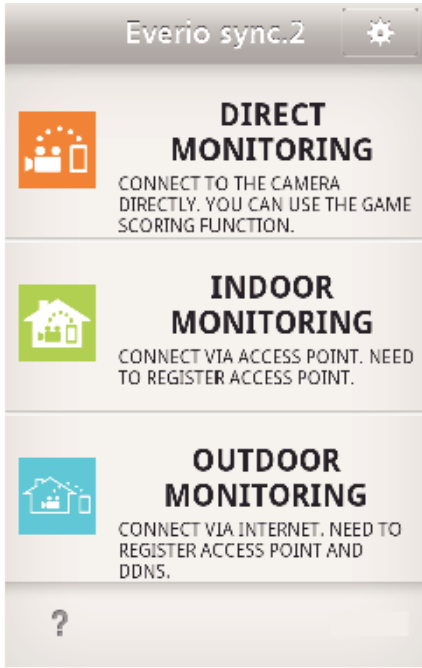 Everio sync.2
DIRECT
MONITORING
CONNECT TO THE CAMERA
DIRECTLY. YOU CAN USE THE GAME
SCORING FUNCTION.
INDOOR
MONITORING
CONNECT VIA ACCESS POINT. NEED
TO REGISTER ACCESS POINT.
OUTDOOR
MONITORING
CONNECT VIA INTERNET. NEED TO
REGISTER ACCESS POINT AND
DDNS.
?